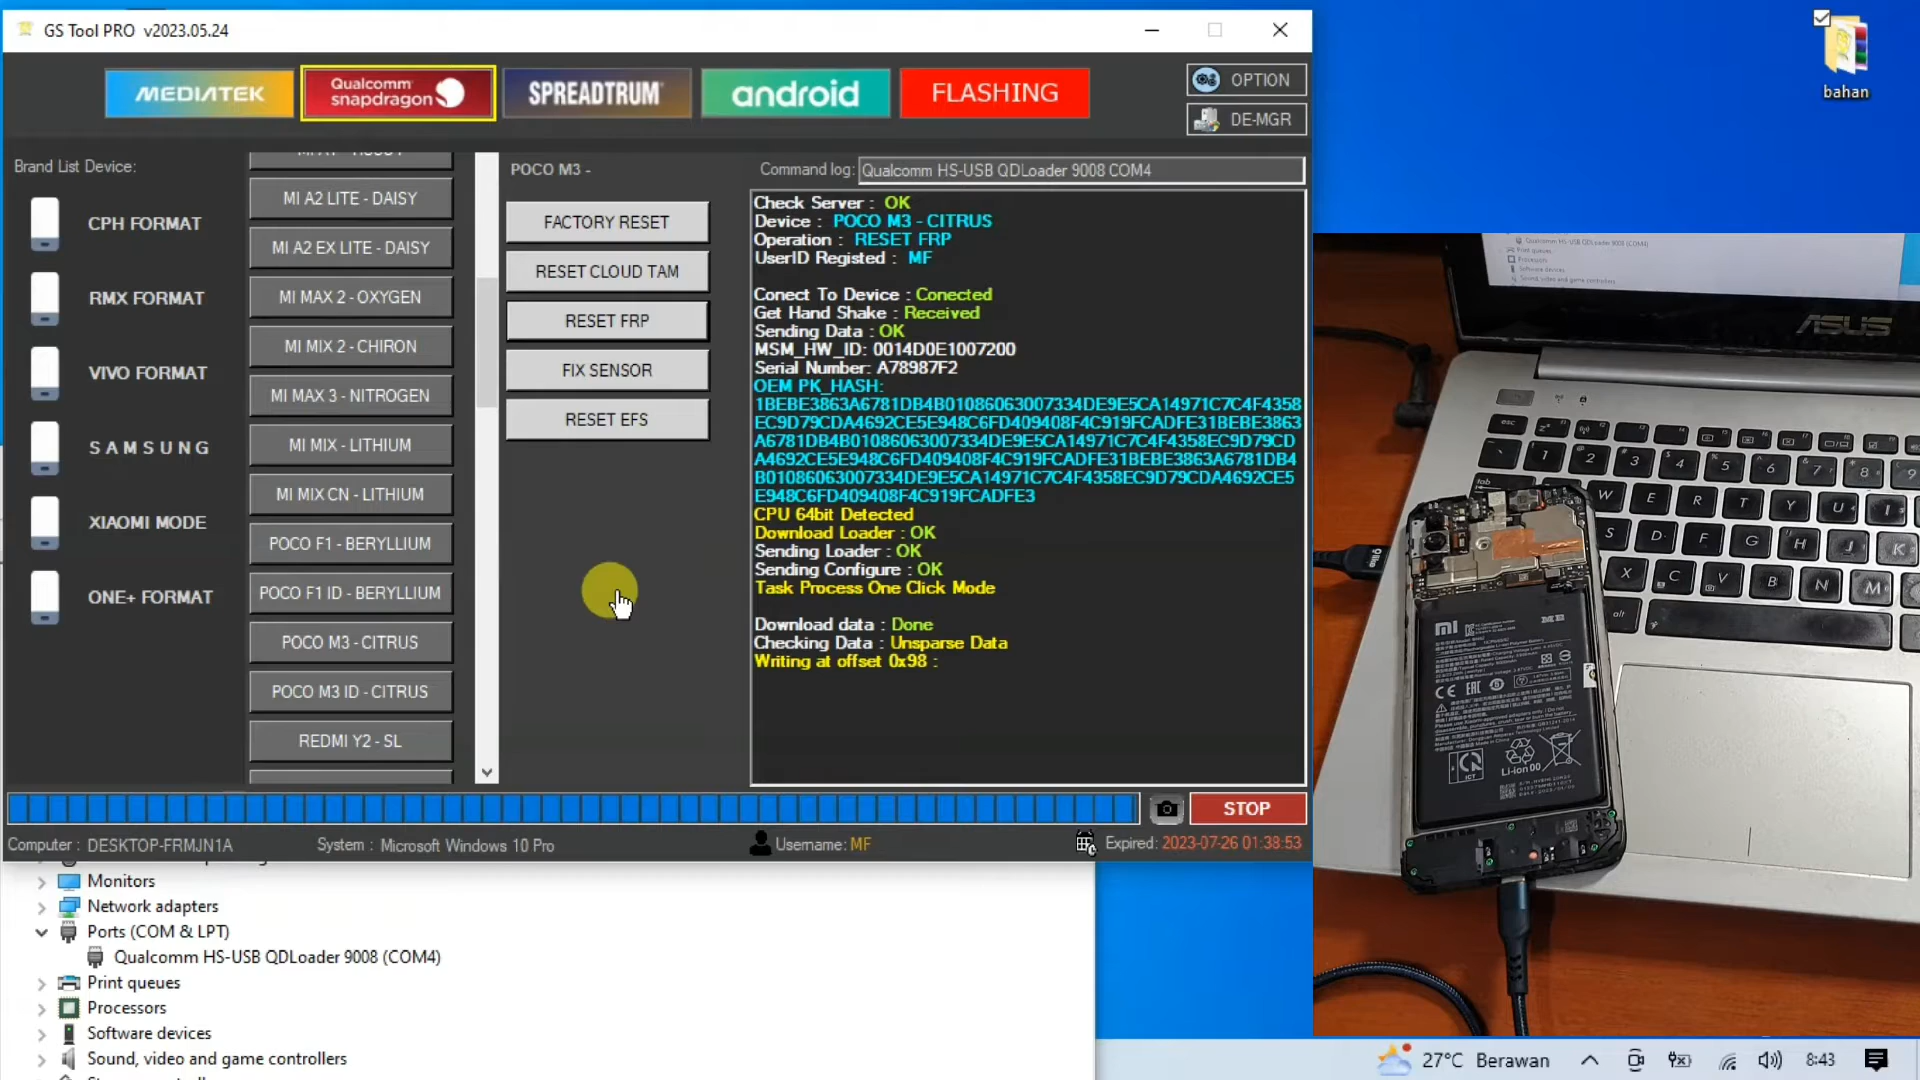 GS Tool PRO v2023.05.24
MEDIATEK
Qualcomm
snapdragon
SPREADTRUM
android
FLASHING
OPTION
DE-MGR
bahan
Brand List Device:
CPH FORMAT
RMX FORMAT
VIVO FORMAT
S A M S U N G
XIAOMI MODE
ONE+ FORMAT
MI A2 LITE - DAISY
MI A2 EX LITE - DAISY
MI MAX 2 - OXYGEN
MI MIX 2 - CHIRON
MI MAX 3 - NITROGEN
MI MIX - LITHIUM
MI MIX CN - LITHIUM
POCO F1 - BERYLLIUM
POCO F1 ID - BERYLLIUM
POCO M3 - CITRUS
POCO M3 ID - CITRUS
REDMI Y2 - SL
POCO M3 -
FACTORY RESET
RESET CLOUD TAM
RESET FRP
FIX SENSOR
RESET EFS
Command log: Qualcomm HS-USB QDLoader 9008 COM4
Check Server : OK
Device : POCO M3 - CITRUS
Operation : RESET FRP
UserID Registed : MF
Conect To Device : Conected
Get Hand Shake : Received
Sending Data : OK
MSM_HW_ID: 0014D0E1007200
Serial Number: A78987F2
OEM PK_HASH:
1BEBE3863A6781DB4B01086063007334DE9E5CA14971C7C4F4358
EC9D79CDA4692CE5E948C6FD409408F4C919FCADFE31BEBE3863
A6781DB4B01086063007334DE9E5CA14971C7C4F4358EC9D79CD
A4692CE5E948C6FD409408F4C919FCADFE31BEBE3863A6781DB4
B01086063007334DE9E5CA14971C7C4F4358EC9D79CDA4692CE5
E948C6FD409408F4C919FCADFE3
CPU 64bit Detected
Download Loader : OK
Sending Loader : OK
Sending Configure : OK
Task Process One Click Mode
Download data : Done
Checking Data : Unsparse Data
Writing at offset 0x98 :
STOP
Computer : DESKTOP-FRMJN1A
System : Microsoft Windows 10 Pro
Username: MF
Expired: 2023-07-26 01:38:53
Monitors
Network adapters
Ports (COM & LPT)
Qualcomm HS-USB QDLoader 9008 (COM4)
Print queues
Processors
Software devices
Sound, video and game controllers
ASUS
mi
Li-ion 00
27°C Berawan
8:43